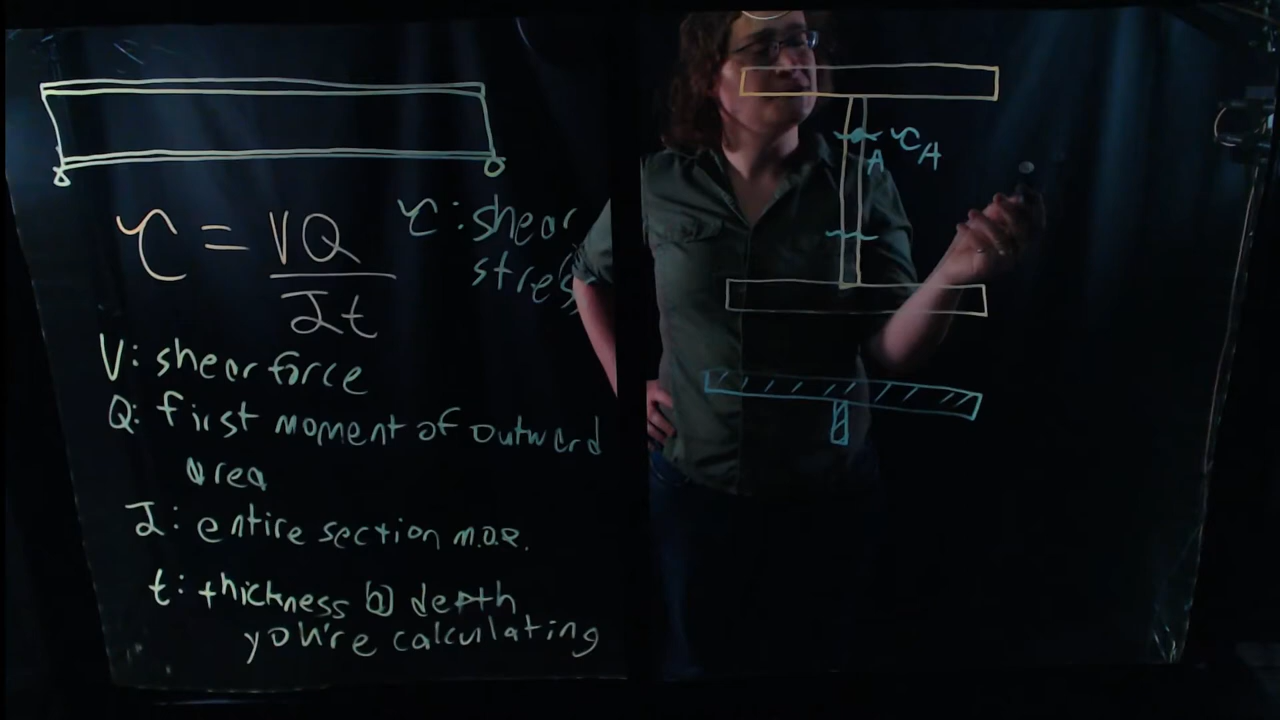 τ = VQ
It
τ: shear
stress
V: shear force
Q: first moment of outward
area
I: entire section m.o.I.
t: thickness @ depth
you're calculating
A τA